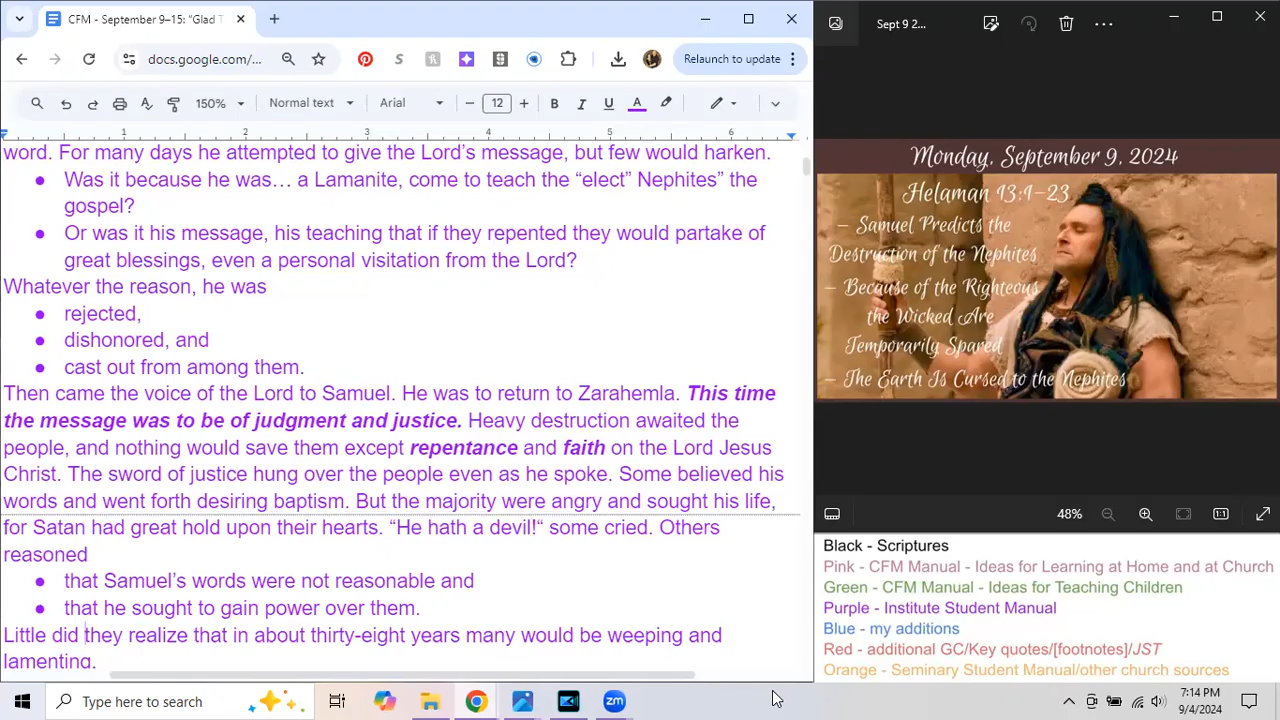 CFM - September 9–15: “Glad T
docs.google.com/...
Relaunch to update
150%
Normal text
Arial
12
B
I
U
A
1
2
3
4
5
6
word. For many days he attempted to give the Lord’s message, but few would harken.
● Was it because he was… a Lamanite, come to teach the “elect” Nephites” the
gospel?
● Or was it his message, his teaching that if they repented they would partake of
great blessings, even a personal visitation from the Lord?
Whatever the reason, he was
● rejected,
● dishonored, and
● cast out from among them.
Then came the voice of the Lord to Samuel. He was to return to Zarahemla. This time
the message was to be of judgment and justice. Heavy destruction awaited the
people, and nothing would save them except repentance and faith on the Lord Jesus
Christ. The sword of justice hung over the people even as he spoke. Some believed his
words and went forth desiring baptism. But the majority were angry and sought his life,
for Satan had great hold upon their hearts. “He hath a devil!“ some cried. Others
reasoned
● that Samuel’s words were not reasonable and
● that he sought to gain power over them.
Little did they realize that in about thirty-eight years many would be weeping and
lamenting.
Sept 9 2...
Monday, September 9, 2024
Helaman 13:1-23
– Samuel Predicts the
Destruction of the Nephites
– Because of the Righteous
the Wicked Are
Temporarily Spared
– The Earth Is Cursed to the Nephites
48%
1:1
Black - Scriptures
Pink - CFM Manual - Ideas for Learning at Home and at Church
Green - CFM Manual - Ideas for Teaching Children
Purple - Institute Student Manual
Blue - my additions
Red - additional GC/Key quotes/[footnotes]/JST
Orange - Seminary Student Manual/other church sources
Type here to search
zm
7:14 PM
9/4/2024